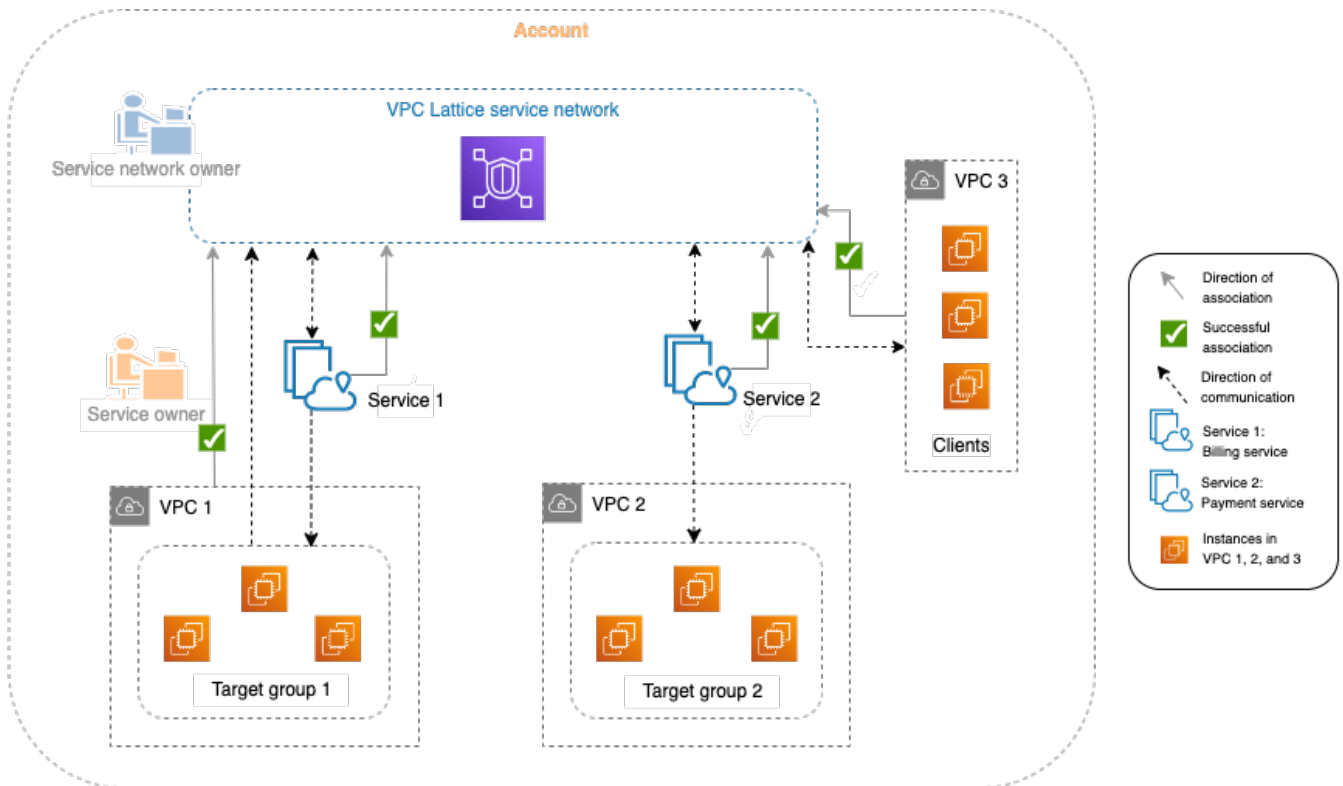 Account
VPC Lattice service network
Service network owner
VPC 3
Clients
Service 1
Service 2
Service owner
VPC 1
Target group 1
VPC 2
Target group 2
Direction of
association
Successful
association
Direction of
communication
Service 1:
Billing service
Service 2:
Payment service
Instances in
VPC 1, 2, and 3